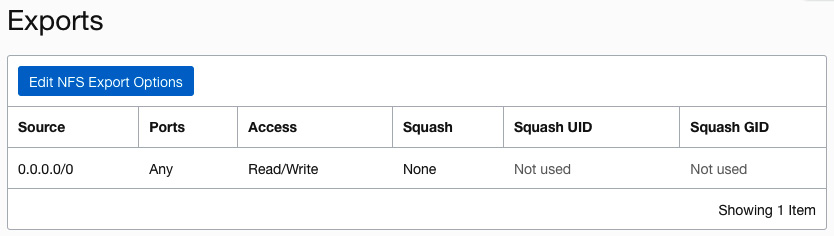 Exports
Edit NFS Export Options
Source Ports Access Squash Squash UID Squash GID
0.0.0.0/0 Any Read/Write None Not used Not used
Showing 1 Item